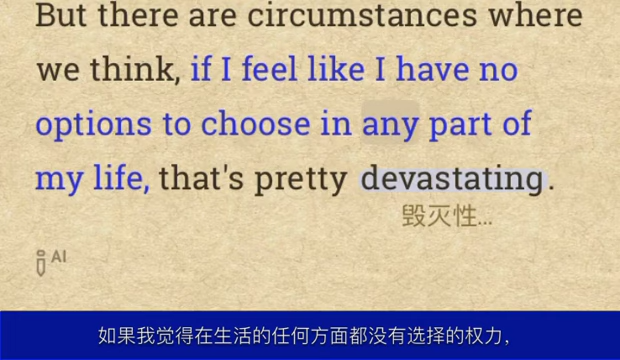 But there are circumstances where
we think, if I feel like I have no
options to choose in any part of
my life, that's pretty devastating.
毁灭性...
AI
如果我觉得在生活的任何方面都没有选择的权力，